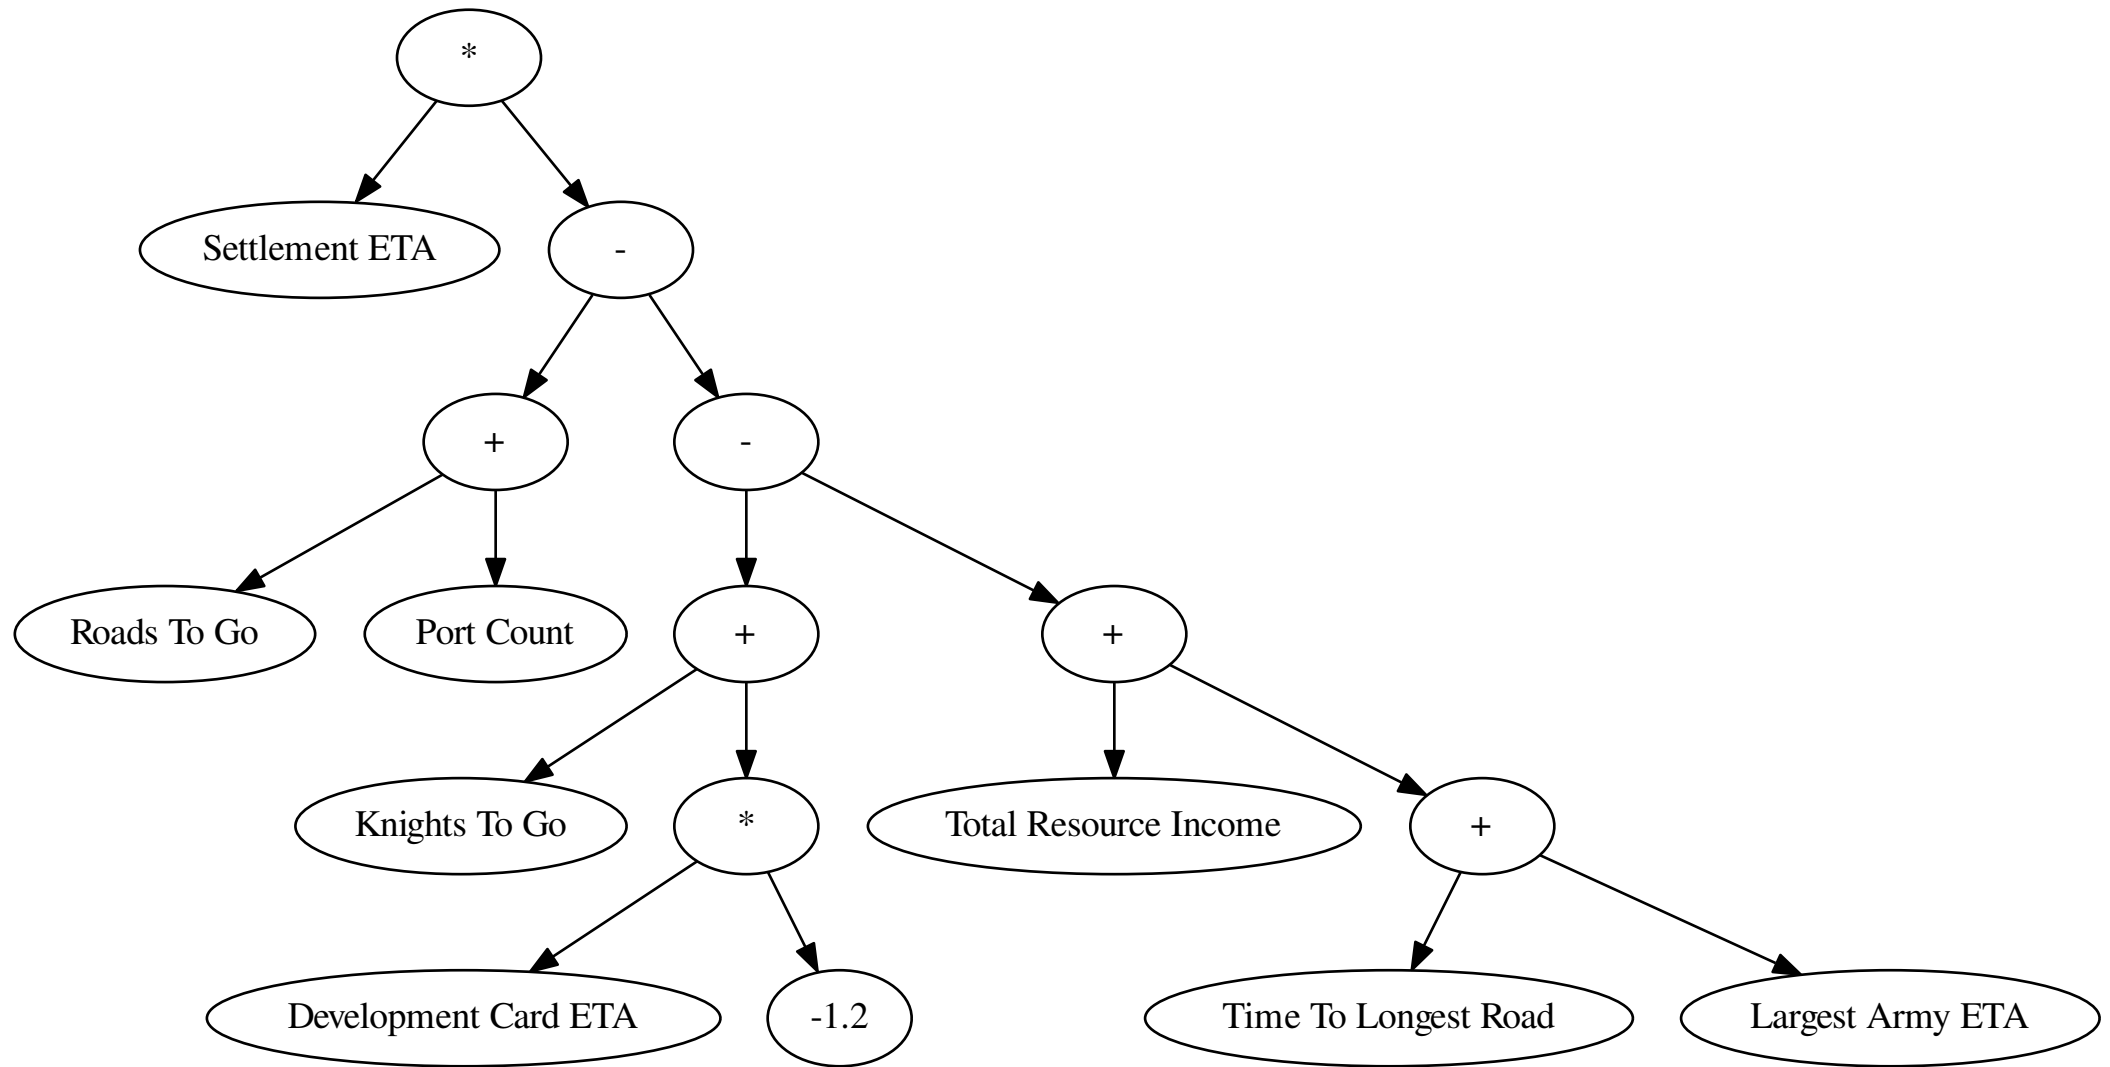 *
Settlement ETA
-
+
-
Roads To Go
Port Count
+
+
Knights To Go
*
Total Resource Income
+
Development Card ETA
-1.2
Time To Longest Road
Largest Army ETA